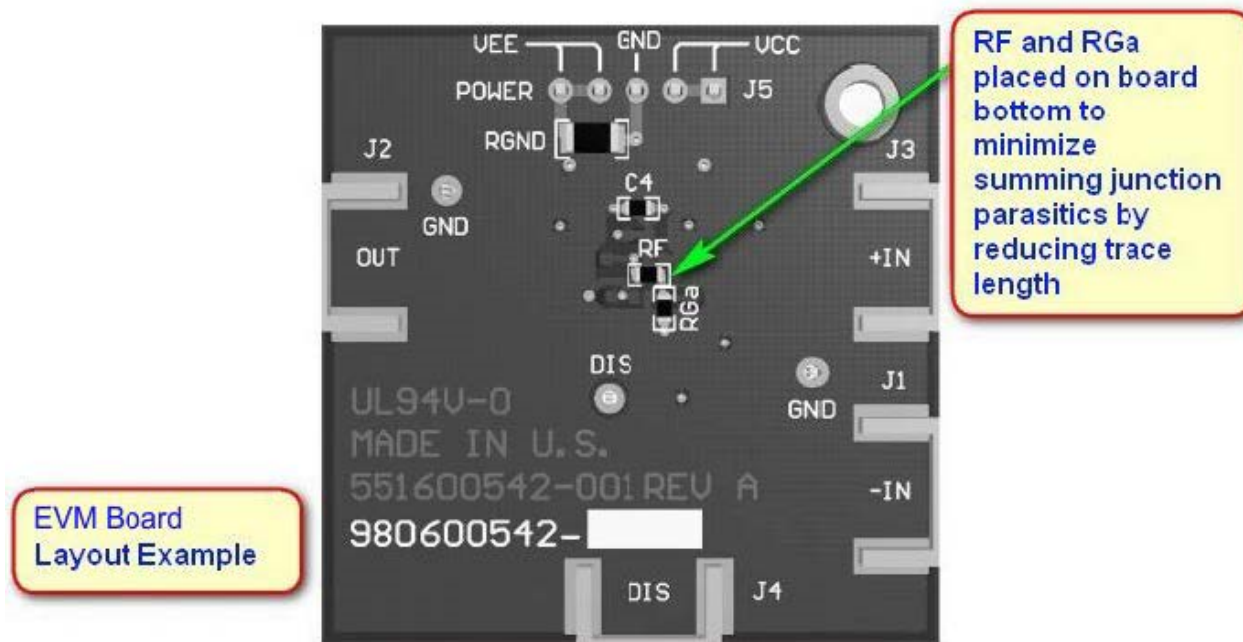 VEE
GND
VCC
POWER
J5
RGND
J2
J3
C4
GND
OUT
RF
+IN
RGa
DIS
J1
GND
UL94V-0
MADE IN U.S.
551600542-001 REV A
-IN
980600542-
DIS
J4
RF and RGa
placed on board
bottom to
minimize
summing junction
parasitics by
reducing trace
length
EVM Board
Layout Example